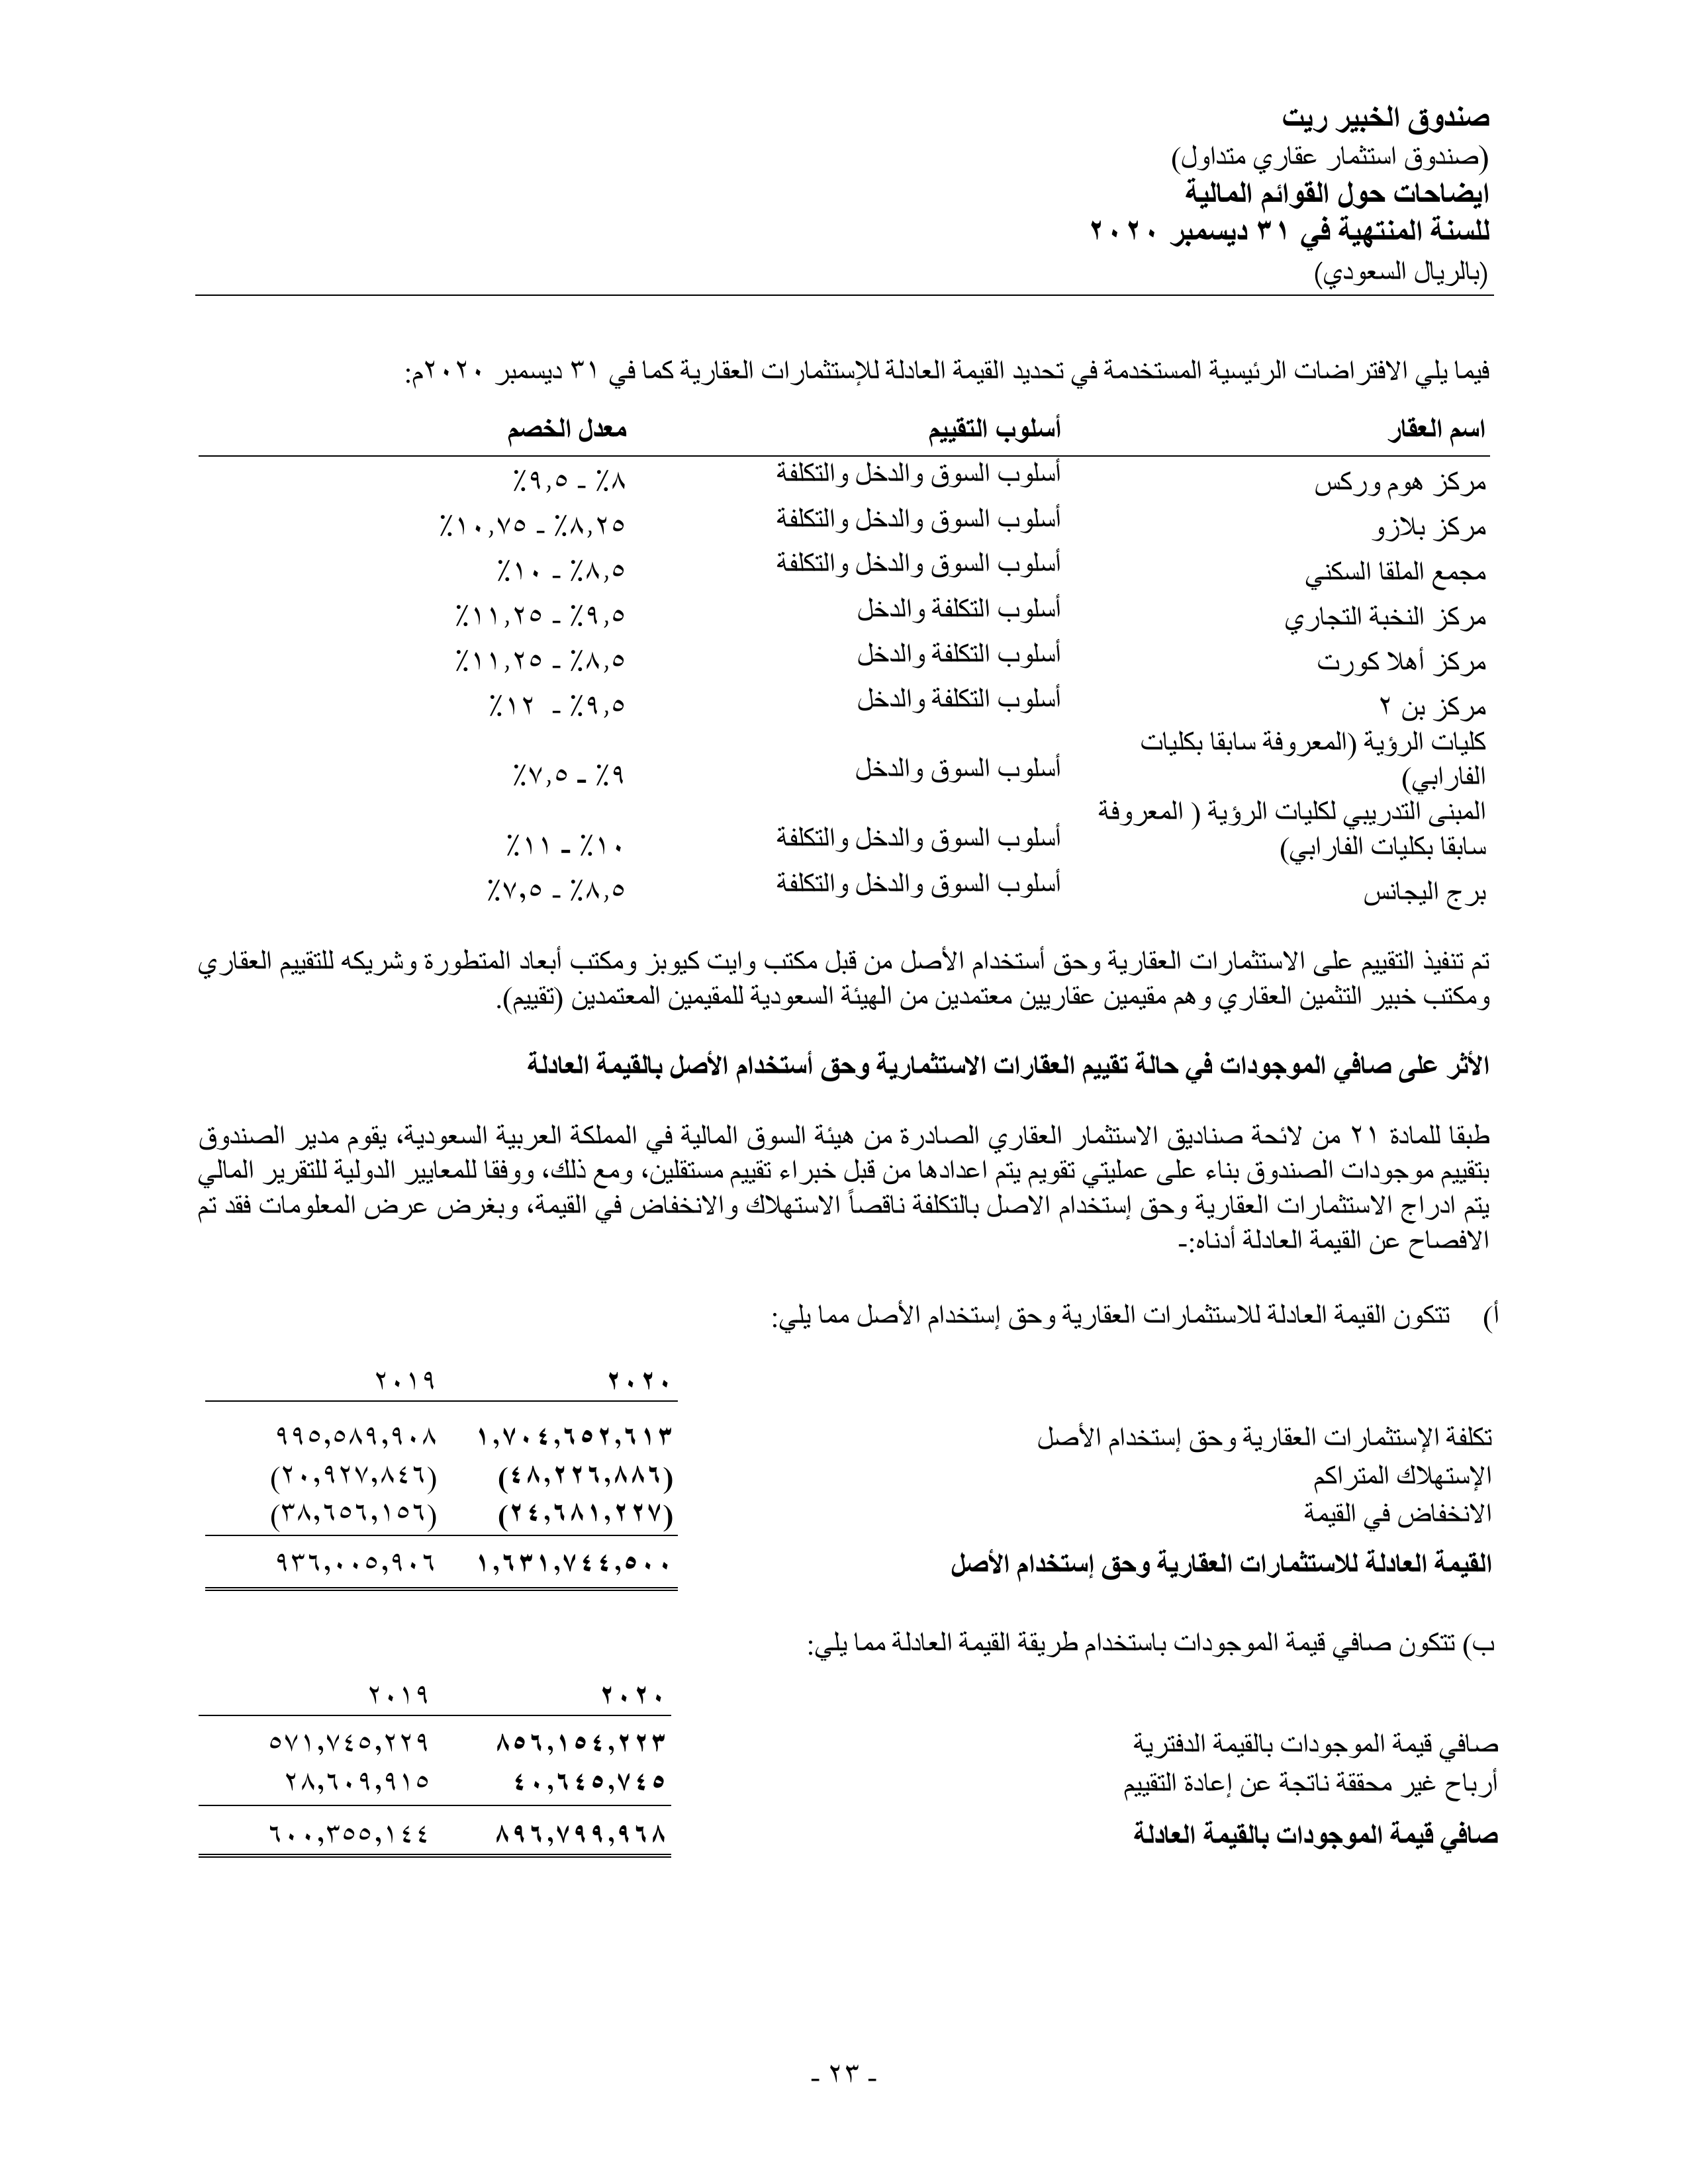 صندوق الخبير ريت
(صندوق استثمار عقاري متداول)
ايضاحات حول القوائم المالية
للسنة المنتهية في ٣١ ديسمبر ٢٠٢٠
(بالريال السعودي)
فيما يلي الافتراضات الرئيسية المستخدمة في تحديد القيمة العادلة للإستثمارات العقارية كما في ٣١ ديسمبر ٢٠٢٠م:
اسم العقار أسلوب التقييم معدل الخصم
مركز هوم وركس أسلوب السوق والدخل والتكلفة ٨٪ - ٩,٥٪
مركز بلازو أسلوب السوق والدخل والتكلفة ٨,٢٥٪ - ١٠,٧٥٪
مجمع الملقا السكني أسلوب السوق والدخل والتكلفة ٨,٥٪ - ١٠٪
مركز النخبة التجاري أسلوب التكلفة والدخل ٩,٥٪ - ١١,٢٥٪
مركز أهلا كورت أسلوب التكلفة والدخل ٨,٥٪ - ١١,٢٥٪
مركز بن ٢ أسلوب التكلفة والدخل ٩,٥٪ - ١٢٪
كليات الرؤية (المعروفة سابقا بكليات
الفارابي) أسلوب السوق والدخل ٩٪ - ٧,٥٪
المبنى التدريبي لكليات الرؤية ( المعروفة
سابقا بكليات الفارابي) أسلوب السوق والدخل والتكلفة ١٠٪ - ١١٪
برج اليجانس أسلوب السوق والدخل والتكلفة ٨,٥٪ - ٧,٥٪
تم تنفيذ التقييم على الاستثمارات العقارية وحق أستخدام الأصل من قبل مكتب وايت كيوبز ومكتب أبعاد المتطورة وشريكه للتقييم العقاري
ومكتب خبير التثمين العقاري وهم مقيمين عقاريين معتمدين من الهيئة السعودية للمقيمين المعتمدين (تقييم).
الأثر على صافي الموجودات في حالة تقييم العقارات الاستثمارية وحق أستخدام الأصل بالقيمة العادلة
طبقا للمادة ٢١ من لائحة صناديق الاستثمار العقاري الصادرة من هيئة السوق المالية في المملكة العربية السعودية، يقوم مدير الصندوق
بتقييم موجودات الصندوق بناء على عمليتي تقويم يتم اعدادها من قبل خبراء تقييم مستقلين، ومع ذلك، ووفقا للمعايير الدولية للتقرير المالي
يتم ادراج الاستثمارات العقارية وحق إستخدام الاصل بالتكلفة ناقصاً الاستهلاك والانخفاض في القيمة، وبغرض عرض المعلومات فقد تم
الافصاح عن القيمة العادلة أدناه:-
أ) تتكون القيمة العادلة للاستثمارات العقارية وحق إستخدام الأصل مما يلي:
٢٠٢٠ ٢٠١٩
تكلفة الإستثمارات العقارية وحق إستخدام الأصل ١,٧٠٤,٦٥٢,٦١٣ ٩٩٥,٥٨٩,٩٠٨
الإستهلاك المتراكم (٤٨,٢٢٦,٨٨٦) (٢٠,٩٢٧,٨٤٦)
الانخفاض في القيمة (٢٤,٦٨١,٢٢٧) (٣٨,٦٥٦,١٥٦)
القيمة العادلة للاستثمارات العقارية وحق إستخدام الأصل ١,٦٣١,٧٤٤,٥٠٠ ٩٣٦,٠٠٥,٩٠٦
ب) تتكون صافي قيمة الموجودات باستخدام طريقة القيمة العادلة مما يلي:
٢٠٢٠ ٢٠١٩
صافي قيمة الموجودات بالقيمة الدفترية ٨٥٦,١٥٤,٢٢٣ ٥٧١,٧٤٥,٢٢٩
أرباح غير محققة ناتجة عن إعادة التقييم ٤٠,٦٤٥,٧٤٥ ٢٨,٦٠٩,٩١٥
صافي قيمة الموجودات بالقيمة العادلة ٨٩٦,٧٩٩,٩٦٨ ٦٠٠,٣٥٥,١٤٤
- ٢٣ -